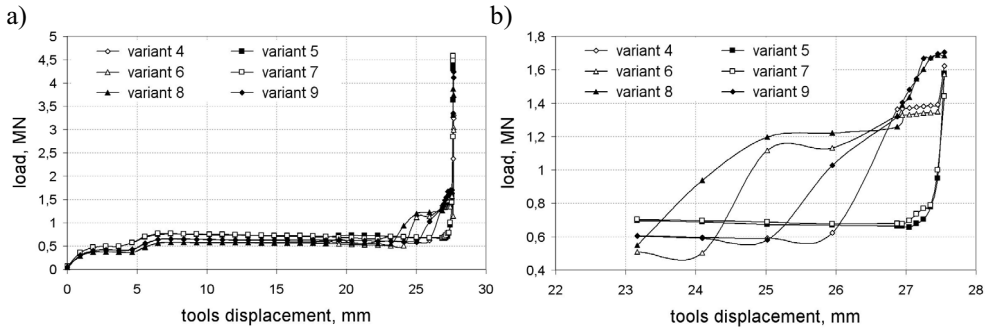 a)
5
4,5
4
3,5
3
2,5
2
1,5
1
0,5
0
load, MN
variant 4
variant 5
variant 6
variant 7
variant 8
variant 9
0 5 10 15 20 25 30
tools displacement, mm
b)
1,8
1,6
1,4
1,2
1
0,8
0,6
0,4
load, MN
variant 4
variant 5
variant 6
variant 7
variant 8
variant 9
22 23 24 25 26 27 28
tools displacement, mm